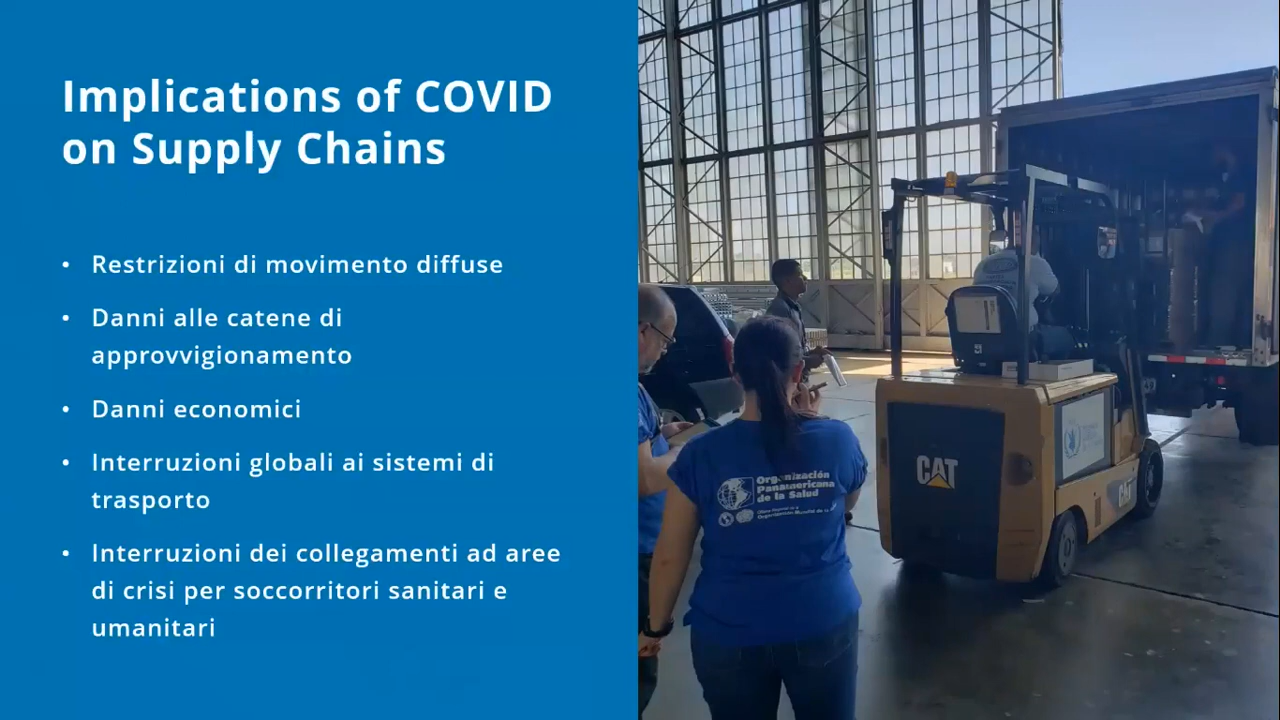 Implications of COVID
on Supply Chains
• Restrizioni di movimento diffuse
• Danni alle catene di
approvvigionamento
• Danni economici
• Interruzioni globali ai sistemi di
trasporto
• Interruzioni dei collegamenti ad aree
di crisi per soccorritori sanitari e
umanitari
Organización
Panamericana
de la Salud
CAT
CAT